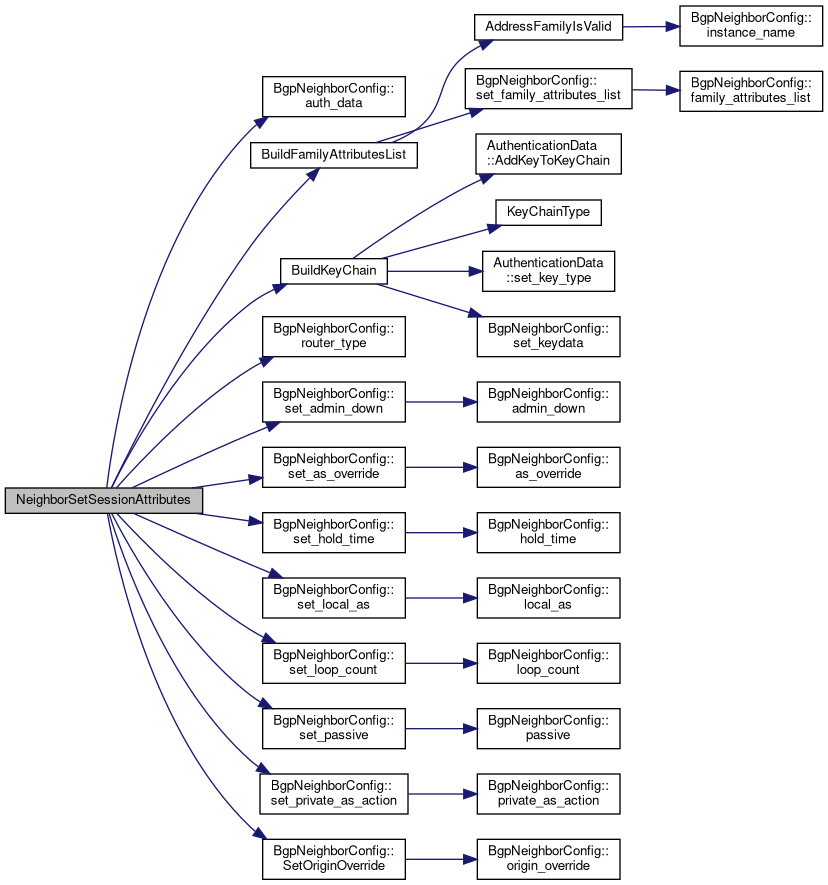 AddressFamilyIsValid
BgpNeighborConfig::
instance_name
BgpNeighborConfig::
auth_data
BgpNeighborConfig::
set_family_attributes_list
BgpNeighborConfig::
family_attributes_list
BuildFamilyAttributesList
AuthenticationData
::AddKeyToKeyChain
KeyChainType
BuildKeyChain
AuthenticationData
::set_key_type
BgpNeighborConfig::
router_type
BgpNeighborConfig::
set_keydata
BgpNeighborConfig::
set_admin_down
BgpNeighborConfig::
admin_down
BgpNeighborConfig::
set_as_override
BgpNeighborConfig::
as_override
NeighborSetSessionAttributes
BgpNeighborConfig::
set_hold_time
BgpNeighborConfig::
hold_time
BgpNeighborConfig::
set_local_as
BgpNeighborConfig::
local_as
BgpNeighborConfig::
set_loop_count
BgpNeighborConfig::
loop_count
BgpNeighborConfig::
set_passive
BgpNeighborConfig::
passive
BgpNeighborConfig::
set_private_as_action
BgpNeighborConfig::
private_as_action
BgpNeighborConfig::
SetOriginOverride
BgpNeighborConfig::
origin_override